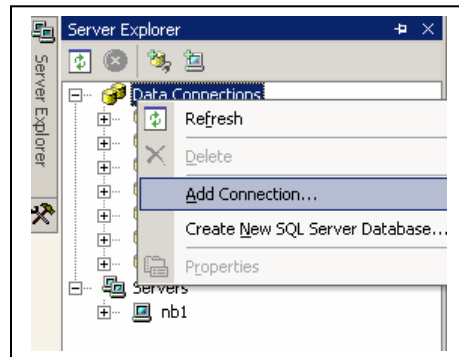 Server Explorer
Server Explorer
Data Connections
Refresh
Delete
Add Connection...
Create New SQL Server Database...
Properties
Servers
nb1